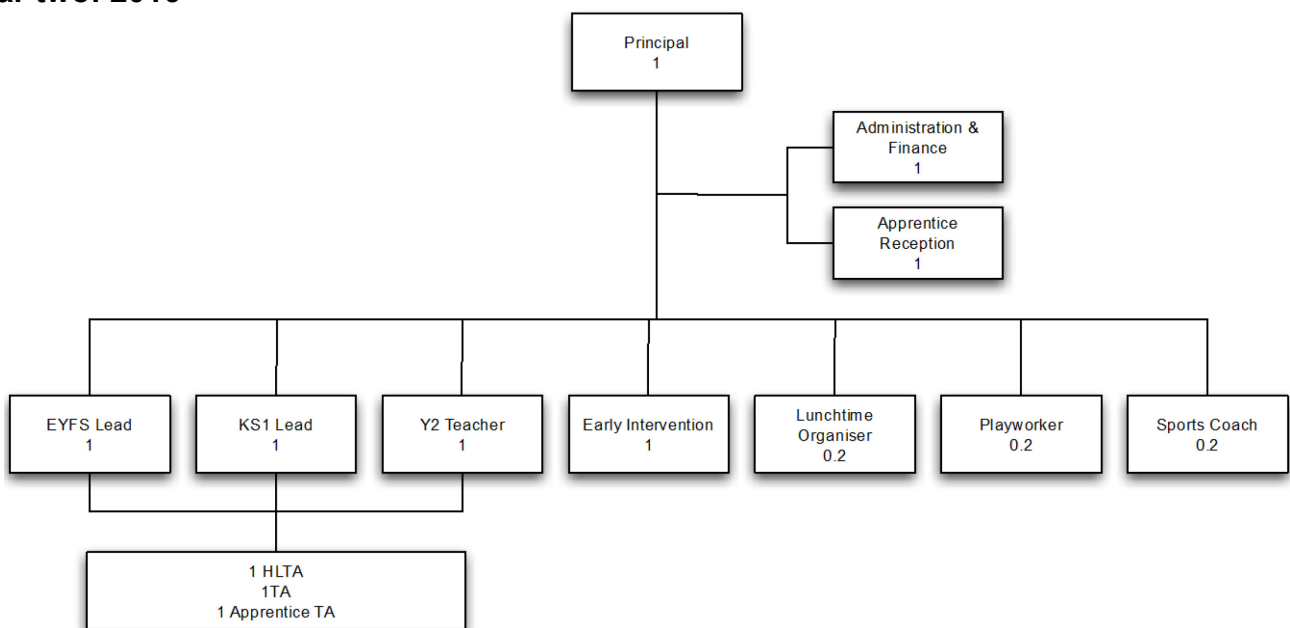 Principal
1
Administration &
Finance
1
Apprentice
Reception
1
EYFS Lead
1
KS1 Lead
1
Y2 Teacher
1
Early Intervention
1
Lunchtime
Organiser
0.2
Playworker
0.2
Sports Coach
0.2
1 HLTA
1TA
1 Apprentice TA